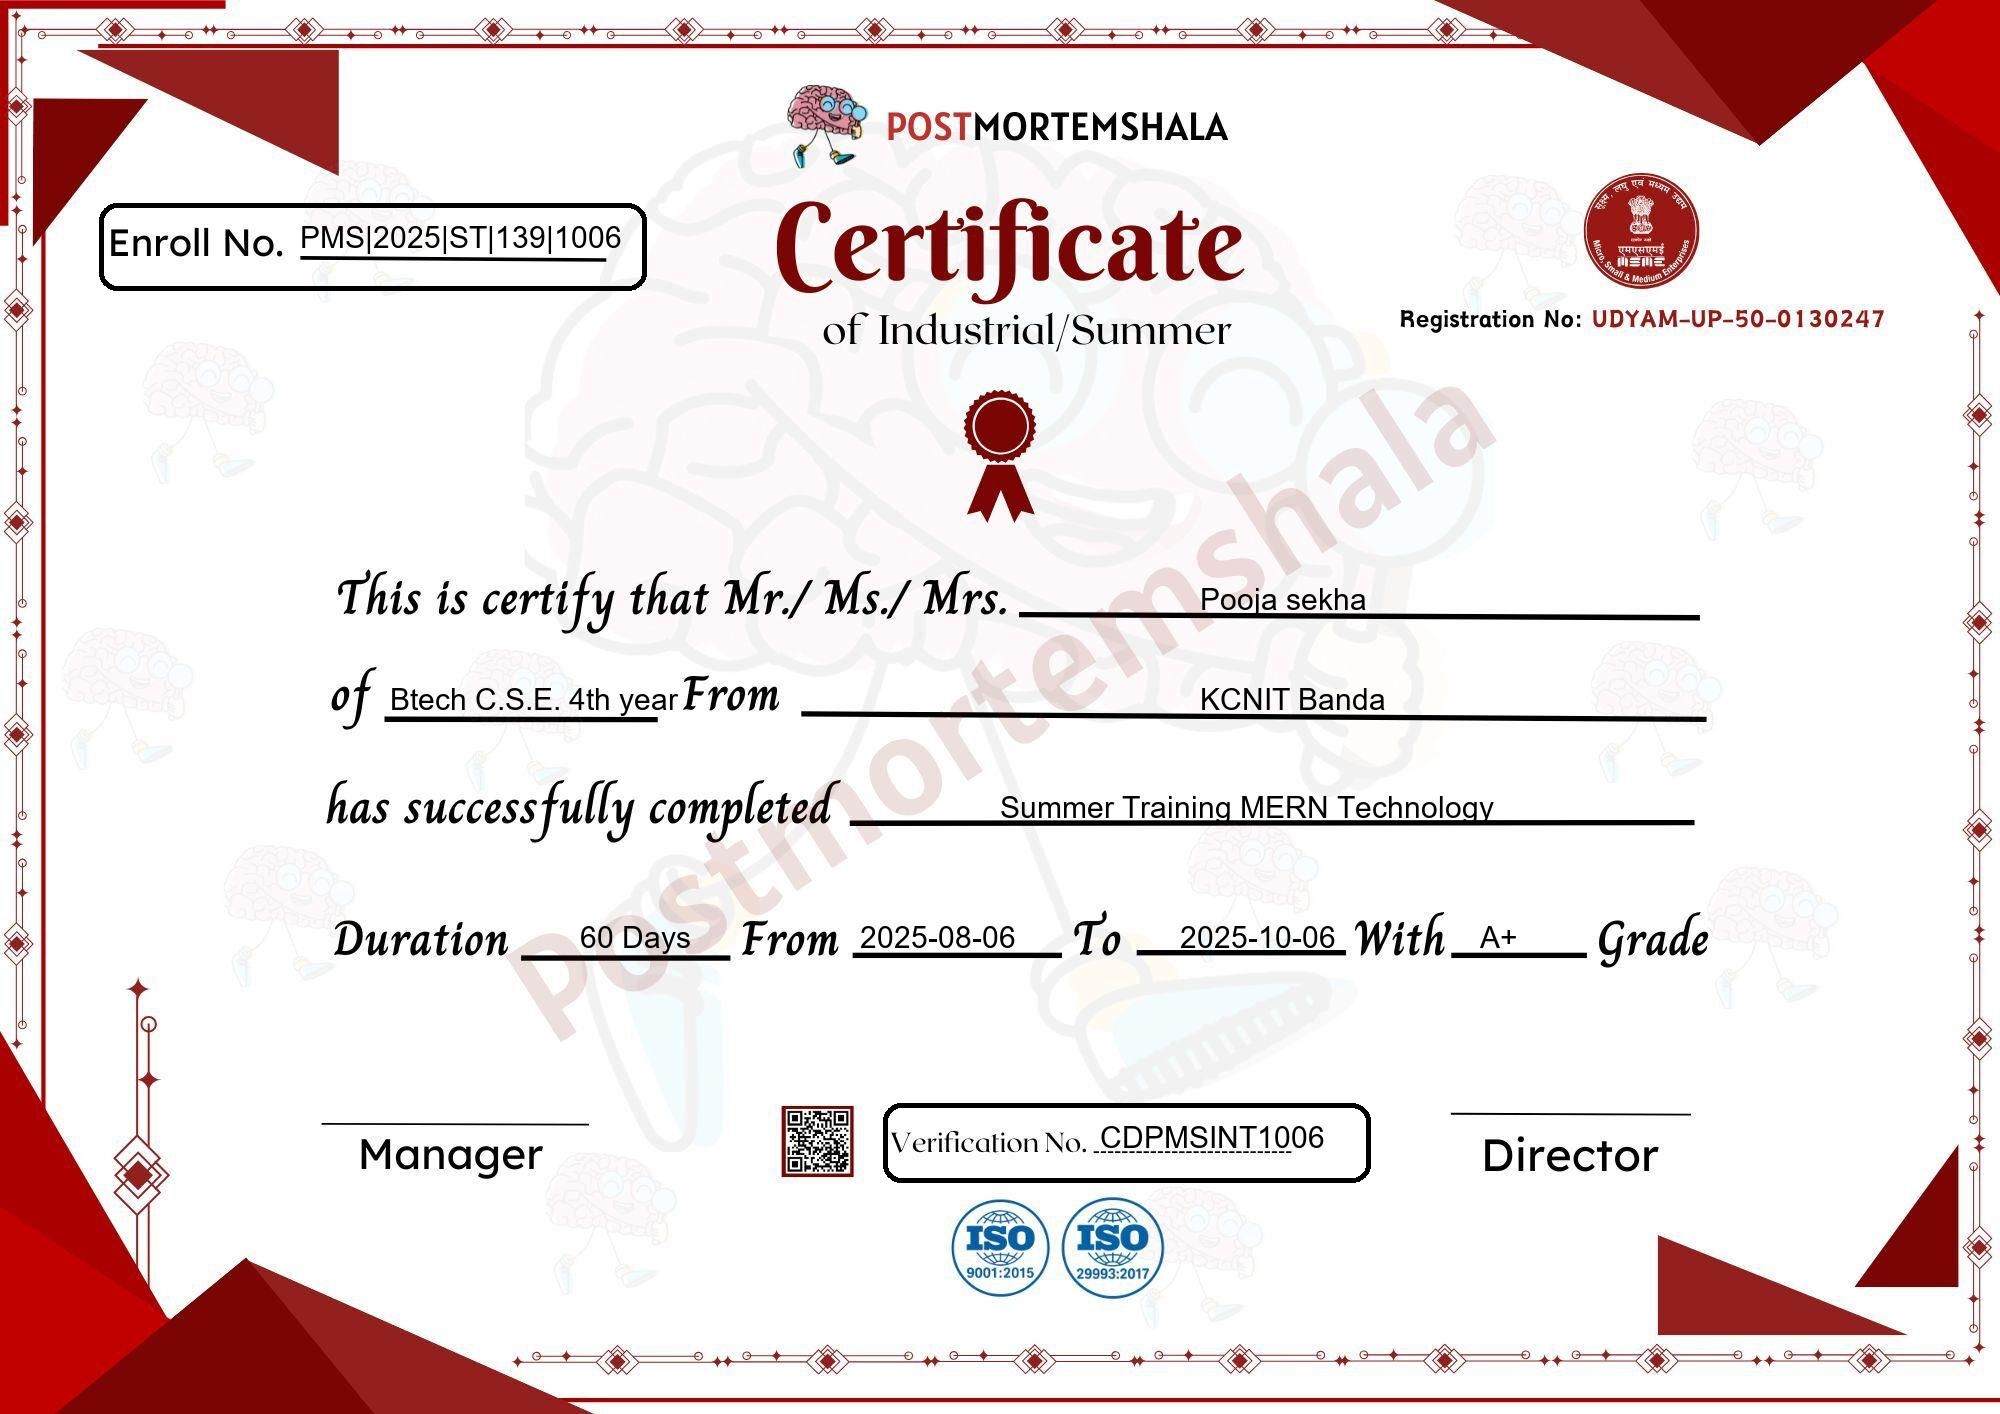 POSTMORTEMSHALA
Enroll No. PMS|2025|ST|139|1006
Certificate
of Industrial/Summer
सूक्ष्म, लघु एवं मध्यम उद्यम
एमएसएमई
MSME
Micro, Small & Medium Enterprises
Registration No: UDYAM-UP-50-0130247
This is certify that Mr./ Ms./ Mrs. Pooja sekha
of Btech C.S.E. 4th year From KCNIT Banda
has successfully completed Summer Training MERN Technology
Duration 60 Days From 2025-08-06 To 2025-10-06 With A+ Grade
Postmortemshala
Manager
Verification No. CDPMSINT1006
Director
ISO
9001:2015
ISO
29993:2017